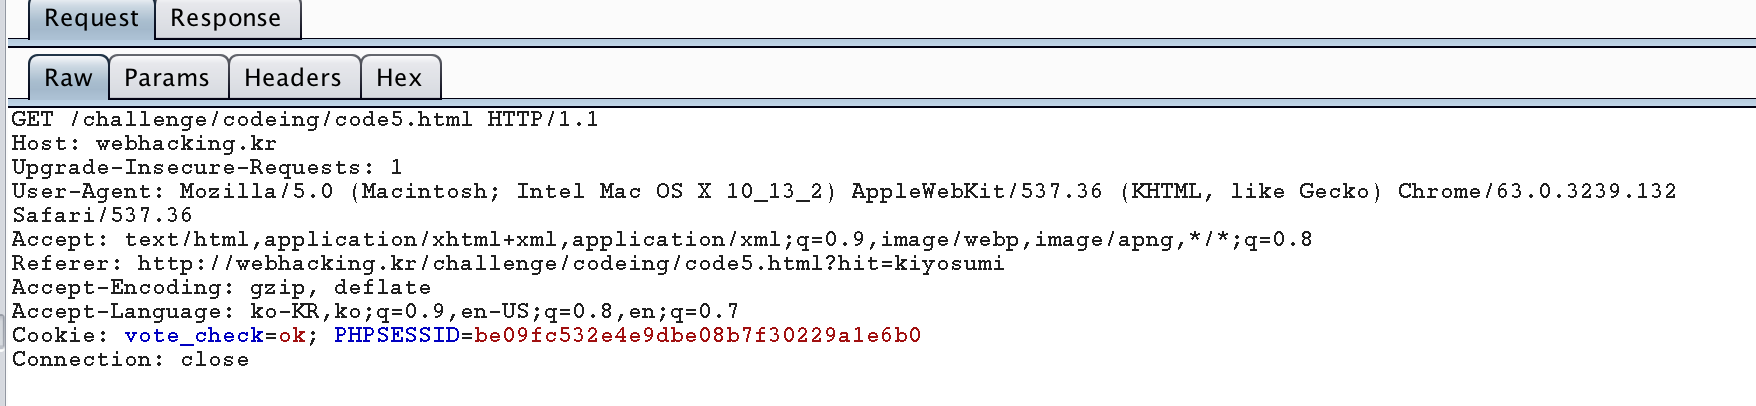 Request Response
Raw Params Headers Hex
GET /challenge/codeing/code5.html HTTP/1.1
Host: webhacking.kr
Upgrade-Insecure-Requests: 1
User-Agent: Mozilla/5.0 (Macintosh; Intel Mac OS X 10_13_2) AppleWebKit/537.36 (KHTML, like Gecko) Chrome/63.0.3239.132
Safari/537.36
Accept: text/html,application/xhtml+xml,application/xml;q=0.9,image/webp,image/apng,*/*;q=0.8
Referer: http://webhacking.kr/challenge/codeing/code5.html?hit=kiyosumi
Accept-Encoding: gzip, deflate
Accept-Language: ko-KR,ko;q=0.9,en-US;q=0.8,en;q=0.7
Cookie: vote_check=ok; PHPSESSID=be09fc532e4e9dbe08b7f30229a1e6b0
Connection: close